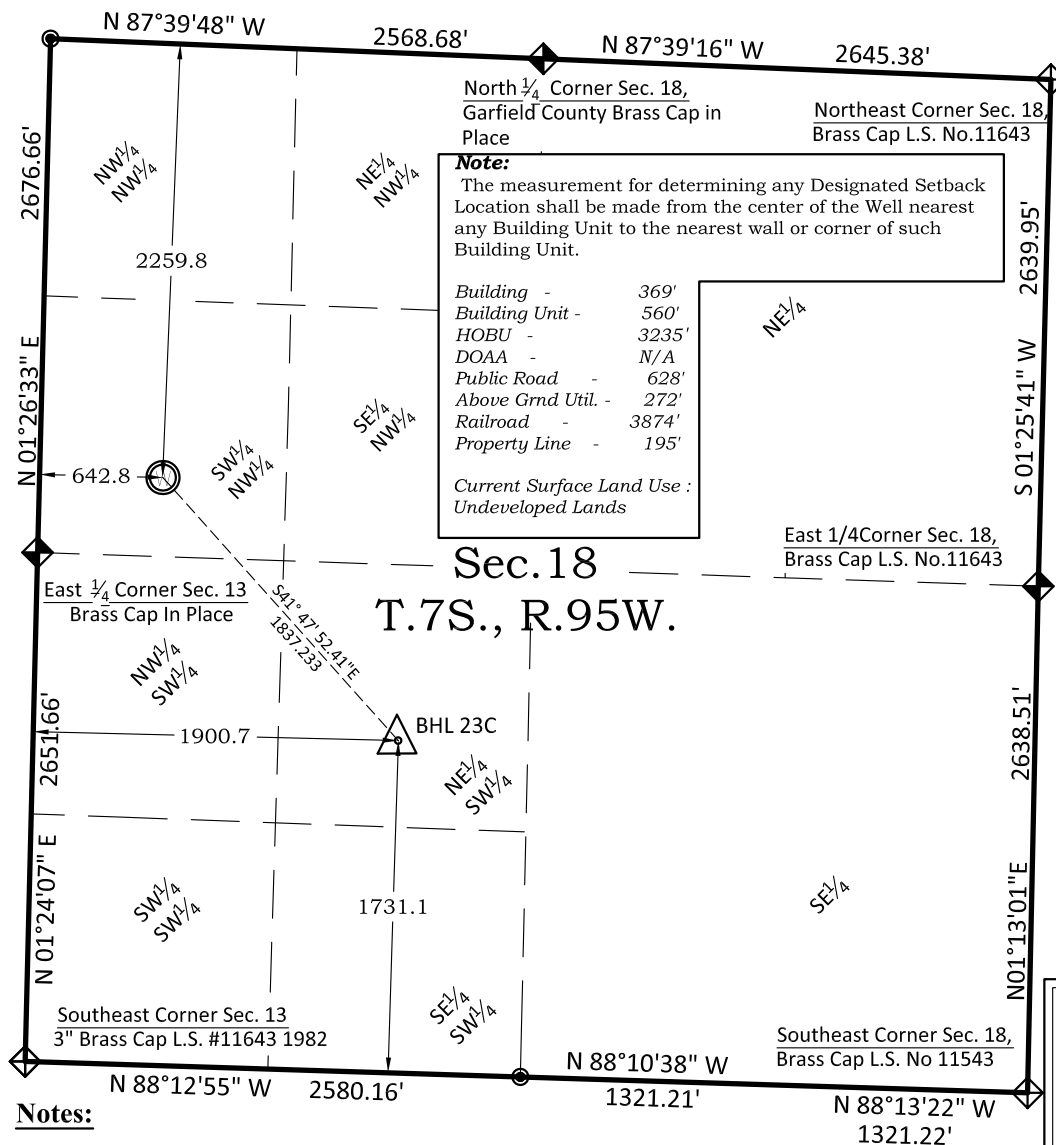 N 87°39'48" W
2568.68'
N 87°39'16" W
2645.38'
North 1/4 Corner Sec. 18,
Garfield County Brass Cap in
Place
Northeast Corner Sec. 18,
Brass Cap L.S. No.11643
2676.66'
N 01°26'33" E
NW1/4
NW1/4
NE1/4
NW1/4
2259.8
Note:
The measurement for determining any Designated Setback
Location shall be made from the center of the Well nearest
any Building Unit to the nearest wall or corner of such
Building Unit.
Building - 369'
Building Unit - 560'
HOBU - 3235'
DOAA - N/A
Public Road - 628'
Above Grnd Util. - 272'
Railroad - 3874'
Property Line - 195'
Current Surface Land Use :
Undeveloped Lands
NE1/4
2639.95'
S 01°25'41" W
SE1/4
NW1/4
SW1/4
NW1/4
642.8
East 1/4Corner Sec. 18,
Brass Cap L.S. No.11643
Sec.18
T.7S., R.95W.
East 1/4 Corner Sec. 13
Brass Cap In Place
S41° 47' 52.41"E
1837.233
NW1/4
SW1/4
2651.66'
N 01°24'07" E
1900.7
BHL 23C
NE1/4
SW1/4
2638.51'
N01°13'01"E
1731.1
SW1/4
SW1/4
SE1/4
SE1/4
SW1/4
Southeast Corner Sec. 13
3" Brass Cap L.S. #11643 1982
Southeast Corner Sec. 18,
Brass Cap L.S. No 11543
N 88°12'55" W
2580.16'
N 88°10'38" W
1321.21'
N 88°13'22" W
1321.22'
Notes: